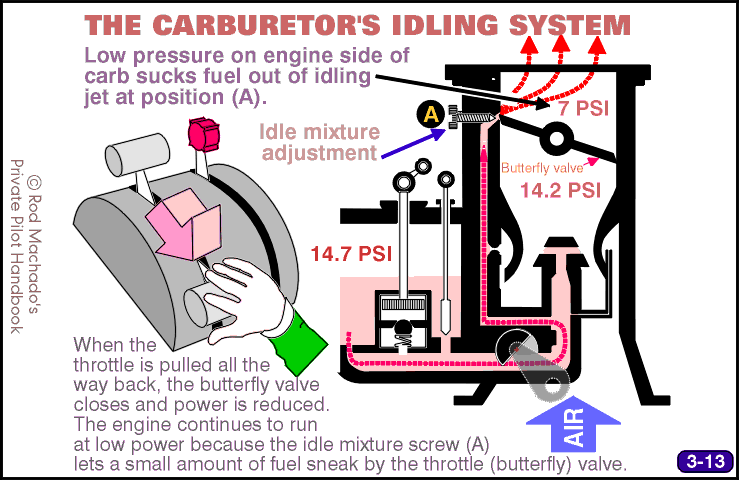 THE CARBURETOR'S IDLING SYSTEM
Low pressure on engine side of
carb sucks fuel out of idling
jet at position (A).
7 PSI
A
Idle mixture
adjustment
Butterfly valve
14.2 PSI
14.7 PSI
© Rod Machado's
Private Pilot Handbook
When the
throttle is pulled all the
way back, the butterfly valve
closes and power is reduced.
The engine continues to run
at low power because the idle mixture screw (A)
lets a small amount of fuel sneak by the throttle (butterfly) valve.
AIR
3-13